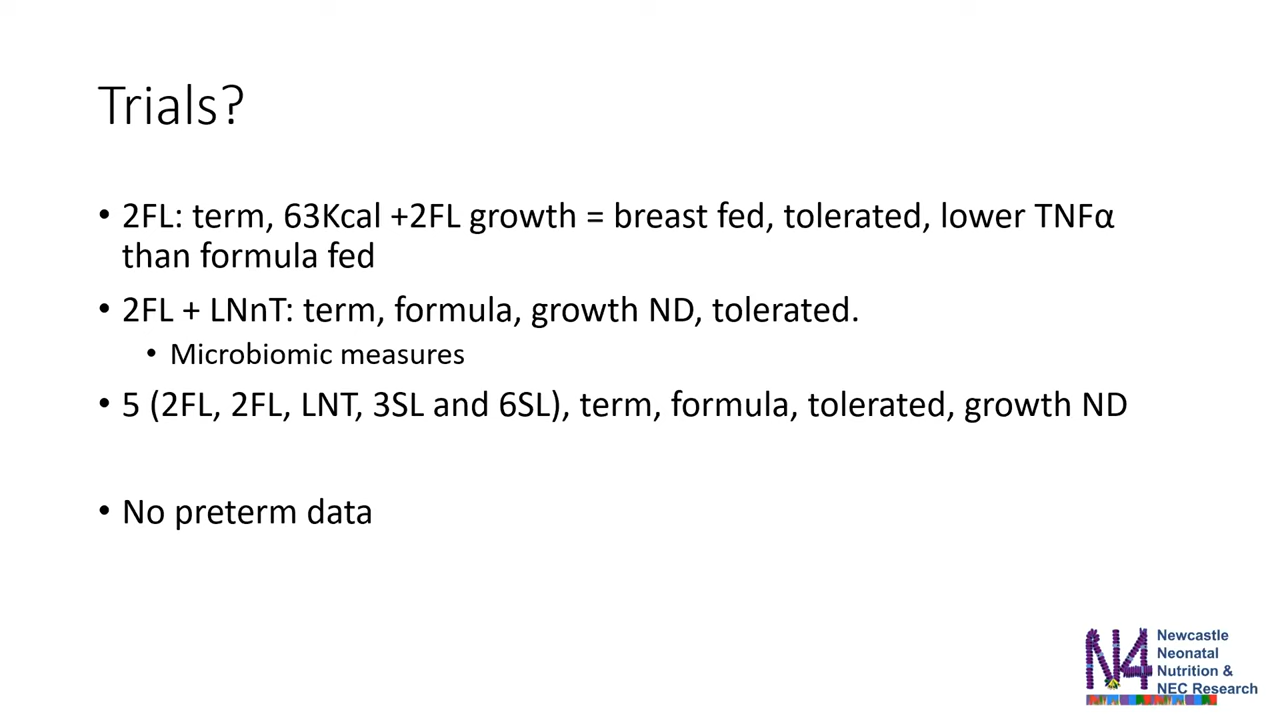 Trials?
• 2FL: term, 63Kcal +2FL growth = breast fed, tolerated, lower TNFα
than formula fed
• 2FL + LNnT: term, formula, growth ND, tolerated.
• Microbiomic measures
• 5 (2FL, 2FL, LNT, 3SL and 6SL), term, formula, tolerated, growth ND
• No preterm data
N4
Newcastle
Neonatal
Nutrition &
NEC Research